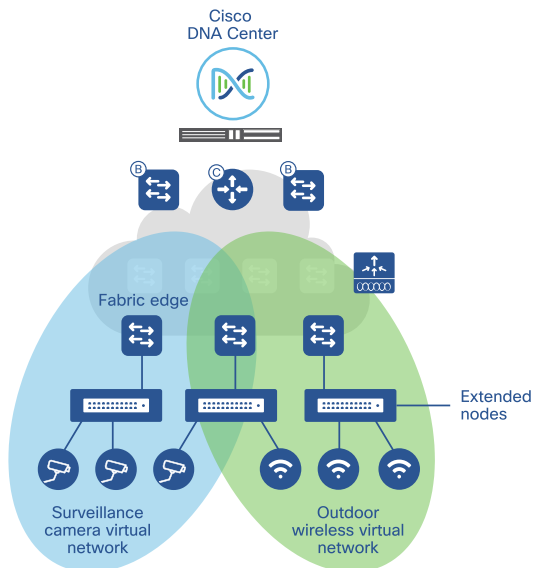 Cisco
DNA Center
B
C
B
Fabric edge
Extended
nodes
Surveillance
camera virtual
network
Outdoor
wireless virtual
network